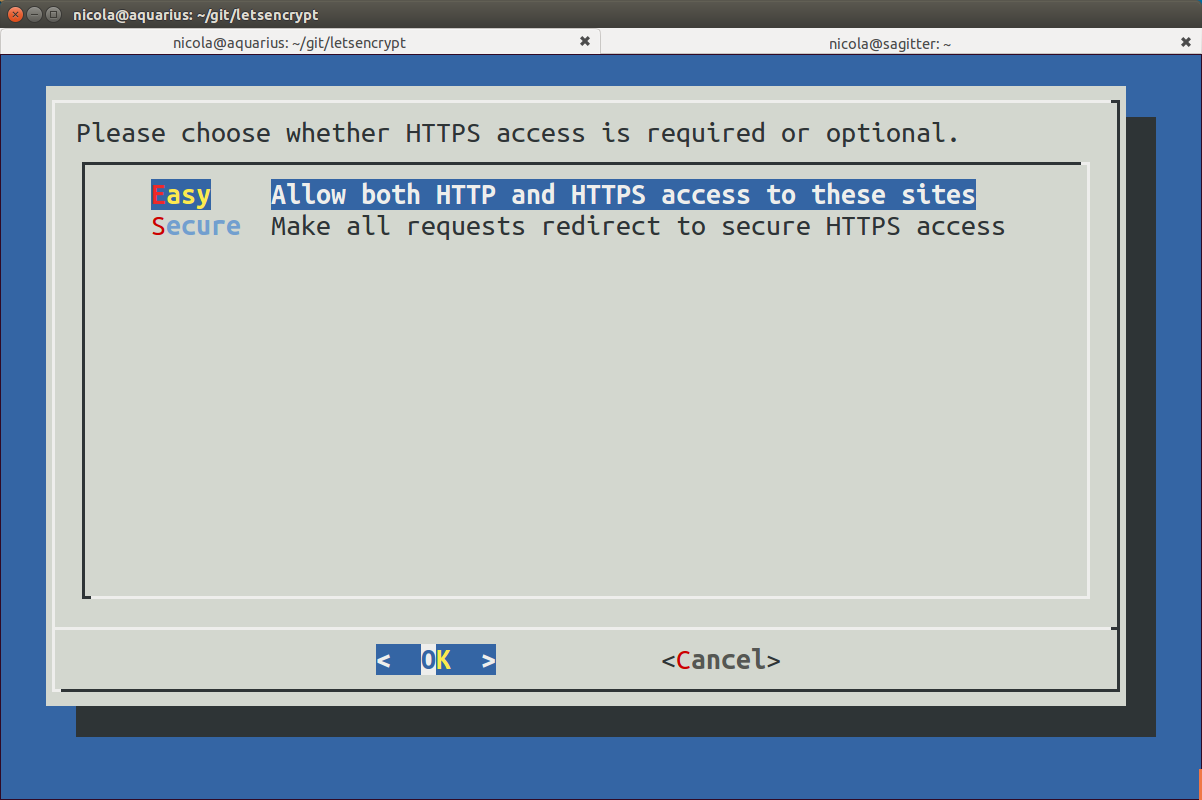 nicola@aquarius: ~/git/letsencrypt
nicola@aquarius: ~/git/letsencrypt
nicola@sagitter: ~
Please choose whether HTTPS access is required or optional.
Easy Allow both HTTP and HTTPS access to these sites
Secure Make all requests redirect to secure HTTPS access
< OK > <Cancel>